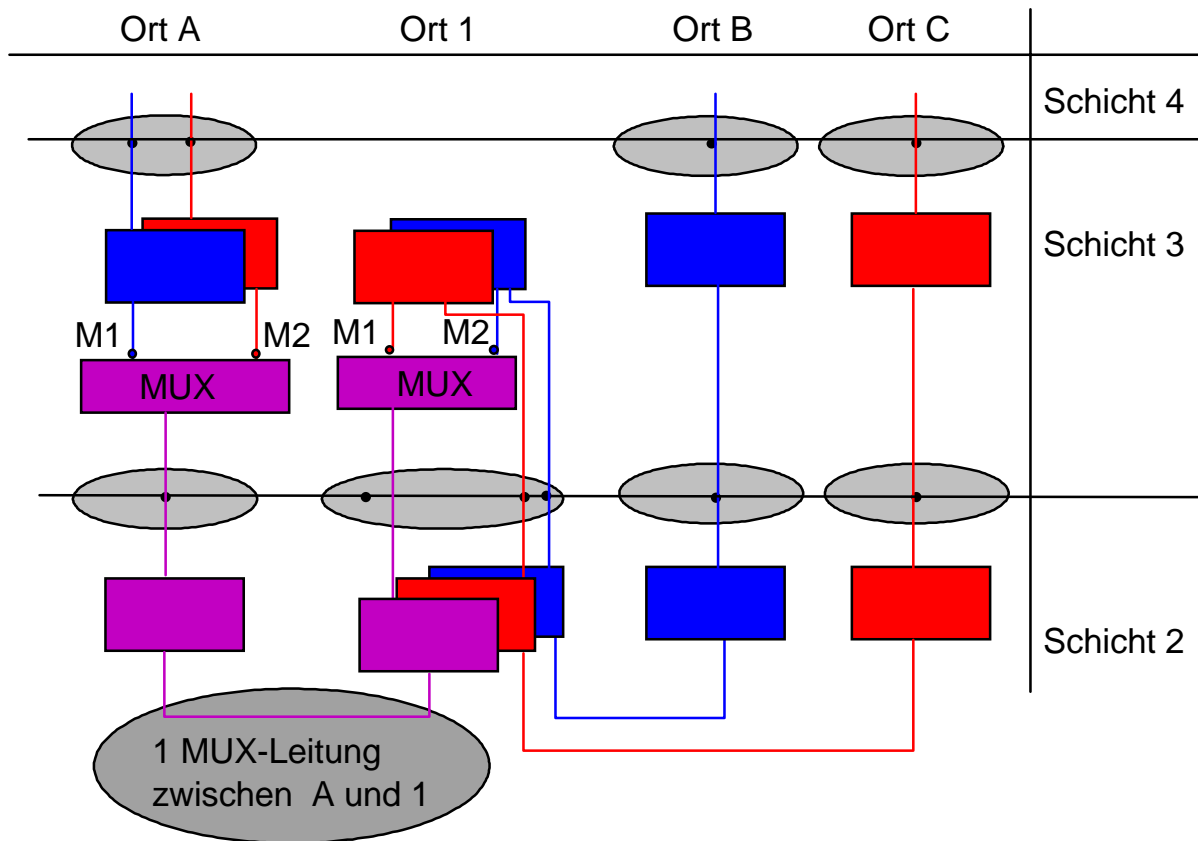 Ort A
Ort 1
Ort B
Ort C
Schicht 4
Schicht 3
M1
M2
M1
M2
MUX
MUX
Schicht 2
1 MUX-Leitung
zwischen A und 1